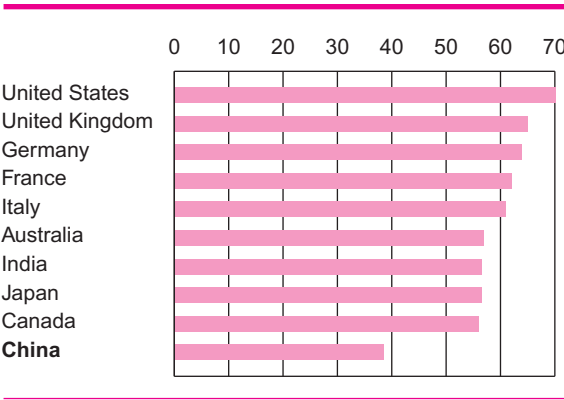 0 10 20 30 40 50 60 70
United States
United Kingdom
Germany
France
Italy
Australia
India
Japan
Canada
China